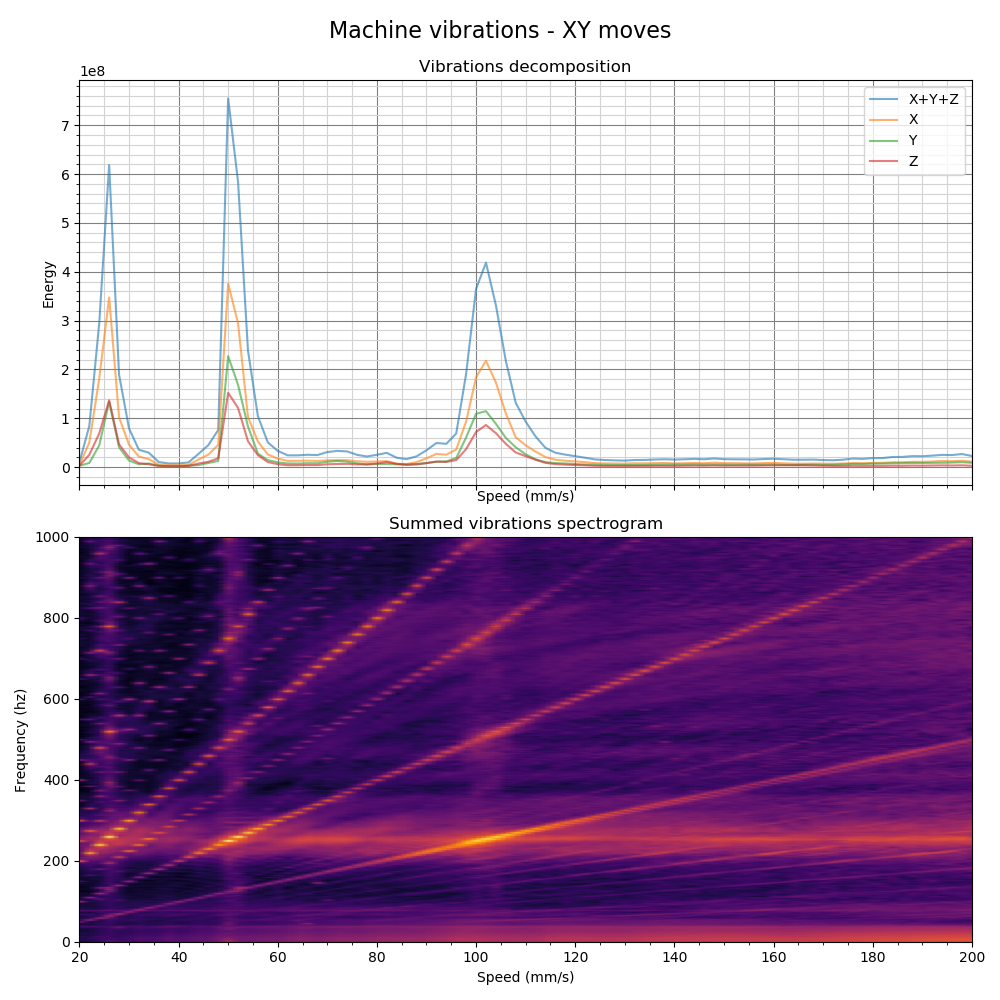 Machine vibrations - XY moves
Vibrations decomposition
1e8
X+Y+Z
X
Y
Z
7
6
5
4
3
2
1
0
Energy
Speed (mm/s)
Summed vibrations spectrogram
1000
800
600
400
200
0
Frequency (hz)
20 40 60 80 100 120 140 160 180 200
Speed (mm/s)